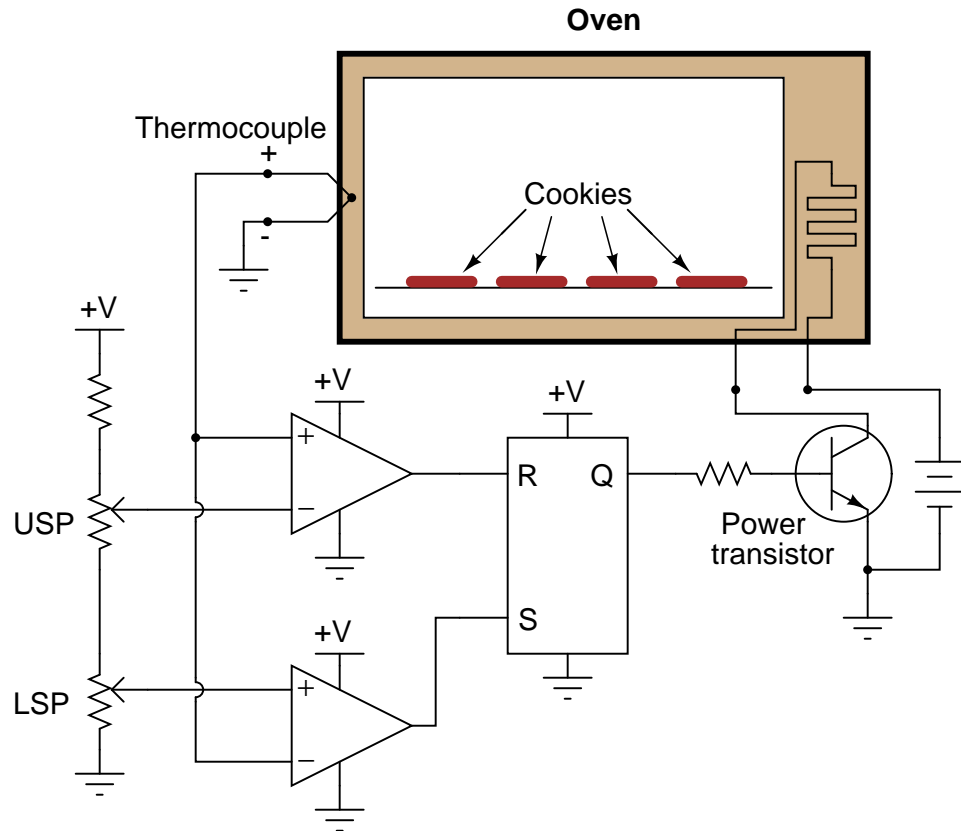 Oven
Thermocouple
+
-
Cookies
+V
+V
+V
+
−
R
Q
USP
Power
transistor
S
+V
LSP
+
−